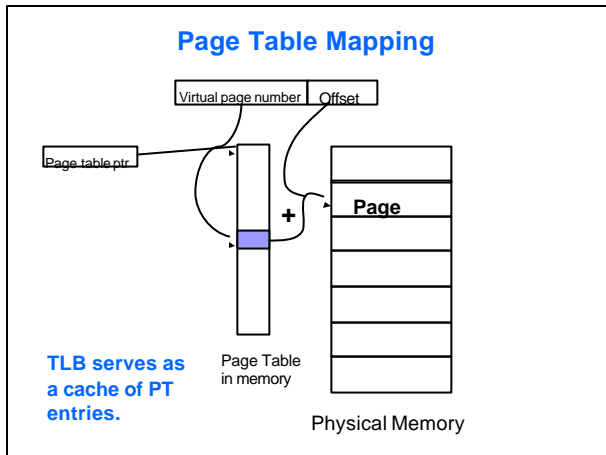 Page Table Mapping
Virtual page number Offset
Page table ptr
Page
+
TLB serves as
a cache of PT
entries.
Page Table
in memory
Physical Memory